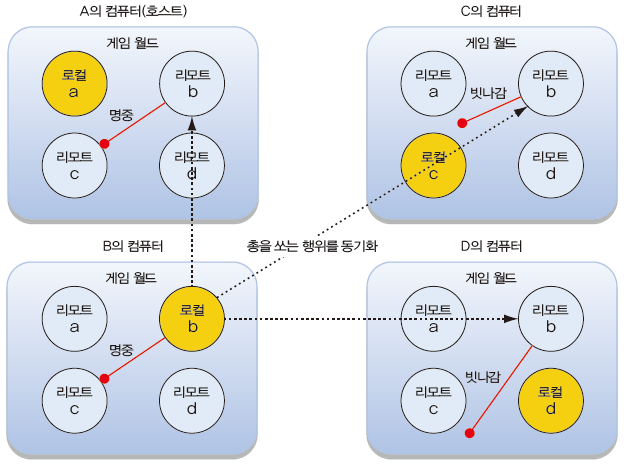 A의 컴퓨터(호스트)
게임 월드
로컬
a
리모트
b
명중
리모트
c
리모트
d
C의 컴퓨터
게임 월드
리모트
a
리모트
b
빗나감
로컬
c
리모트
d
총을 쏘는 행위를 동기화
B의 컴퓨터
게임 월드
리모트
a
로컬
b
명중
리모트
c
리모트
d
D의 컴퓨터
게임 월드
리모트
a
리모트
b
빗나감
리모트
c
로컬
d